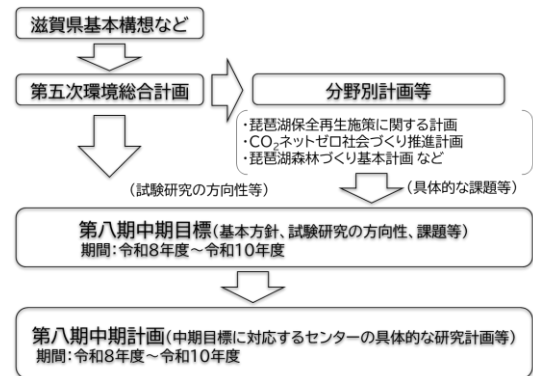 滋賀県基本構想など
第五次環境総合計画
分野別計画等
・琵琶湖保全再生施策に関する計画
・CO₂ネットゼロ社会づくり推進計画
・琵琶湖森林づくり基本計画 など
(試験研究の方向性等)
(具体的な課題等)
第八期中期目標(基本方針、試験研究の方向性、課題等)
期間:令和8年度～令和10年度
第八期中期計画(中期目標に対応するセンターの具体的な研究計画等)
期間:令和8年度～令和10年度